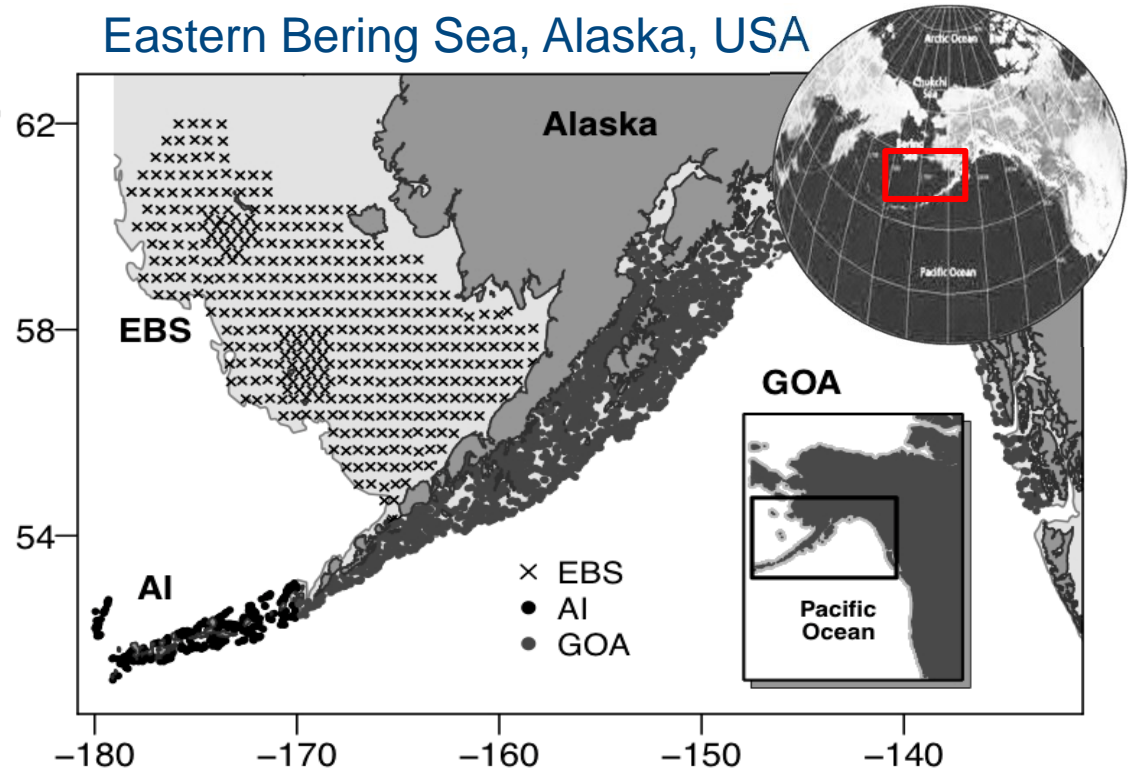 Eastern Bering Sea, Alaska, USA
Arctic Ocean
Chukchi
Sea
Bering
Pacific Ocean
62
58
54
Alaska
EBS
GOA
AI
× EBS
● AI
● GOA
Pacific
Ocean
−180
−170
−160
−150
−140